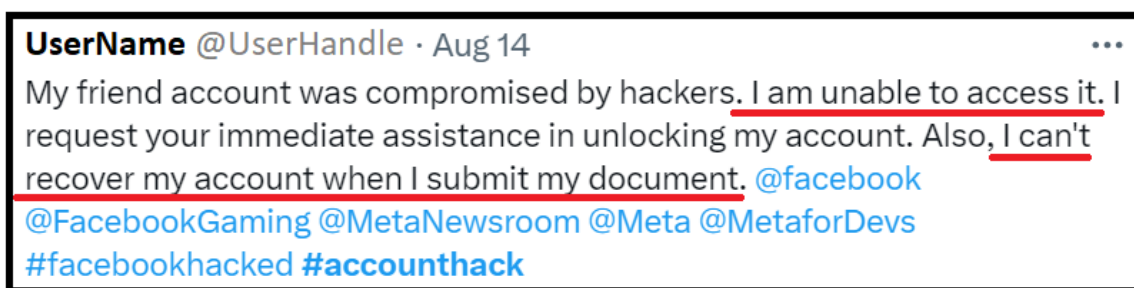 UserName @UserHandle · Aug 14 •••
My friend account was compromised by hackers. I am unable to access it. I
request your immediate assistance in unlocking my account. Also, I can't
recover my account when I submit my document. @facebook
@FacebookGaming @MetaNewsroom @Meta @MetaforDevs
#facebookhacked #accounthack